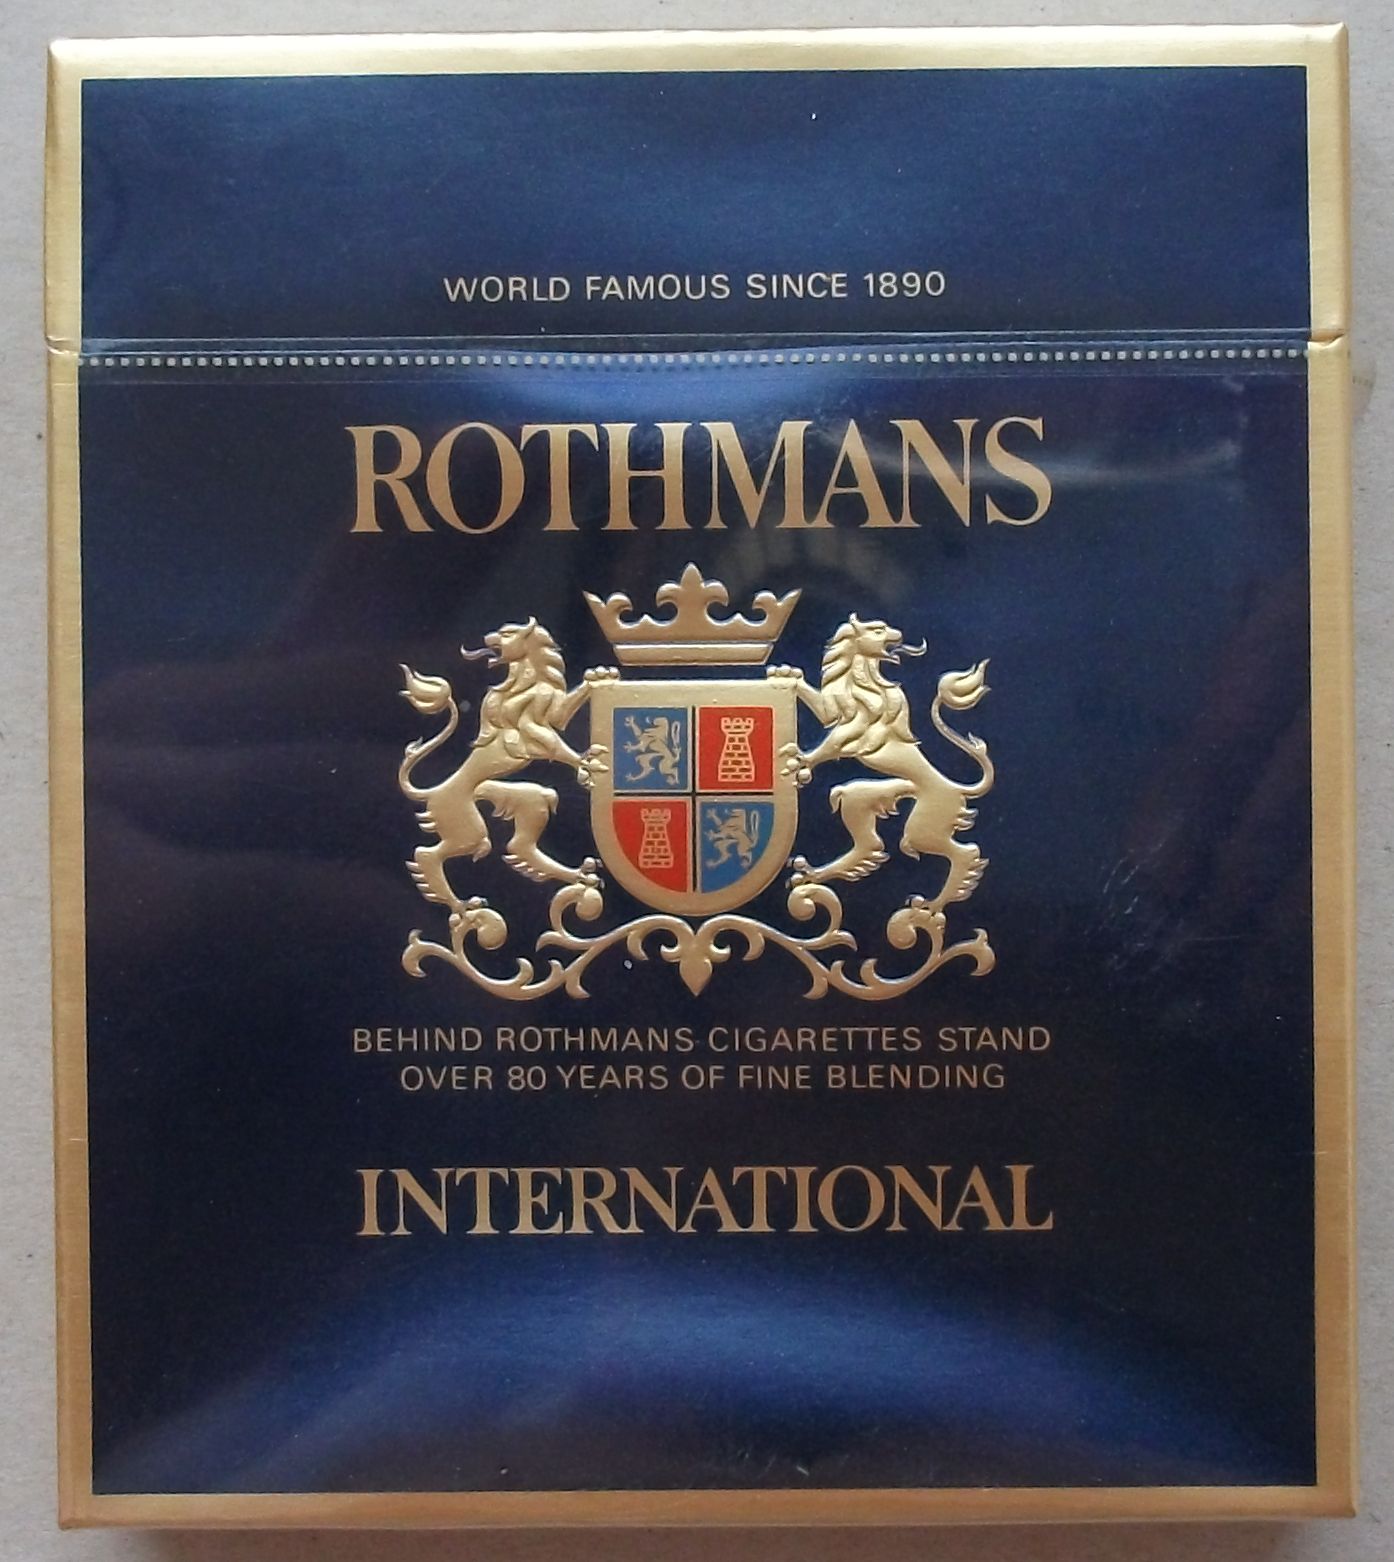 WORLD FAMOUS SINCE 1890
ROTHMANS
BEHIND ROTHMANS CIGARETTES STAND
OVER 80 YEARS OF FINE BLENDING
INTERNATIONAL